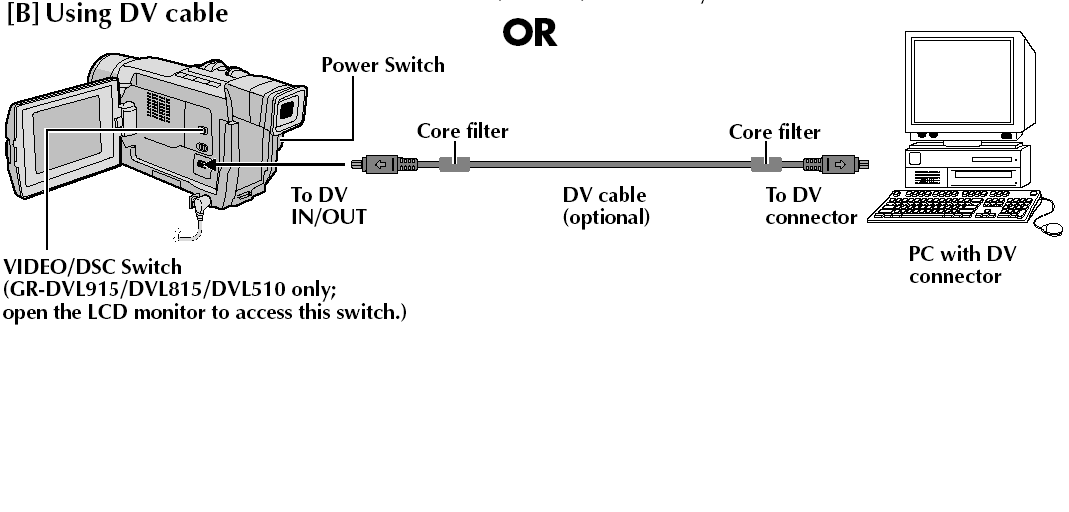 [B] Using DV cable
OR
Power Switch
Core filter
Core filter
To DV
IN/OUT
DV cable
(optional)
To DV
connector
PC with DV
connector
VIDEO/DSC Switch
(GR-DVL915/DVL815/DVL510 only;
open the LCD monitor to access this switch.)